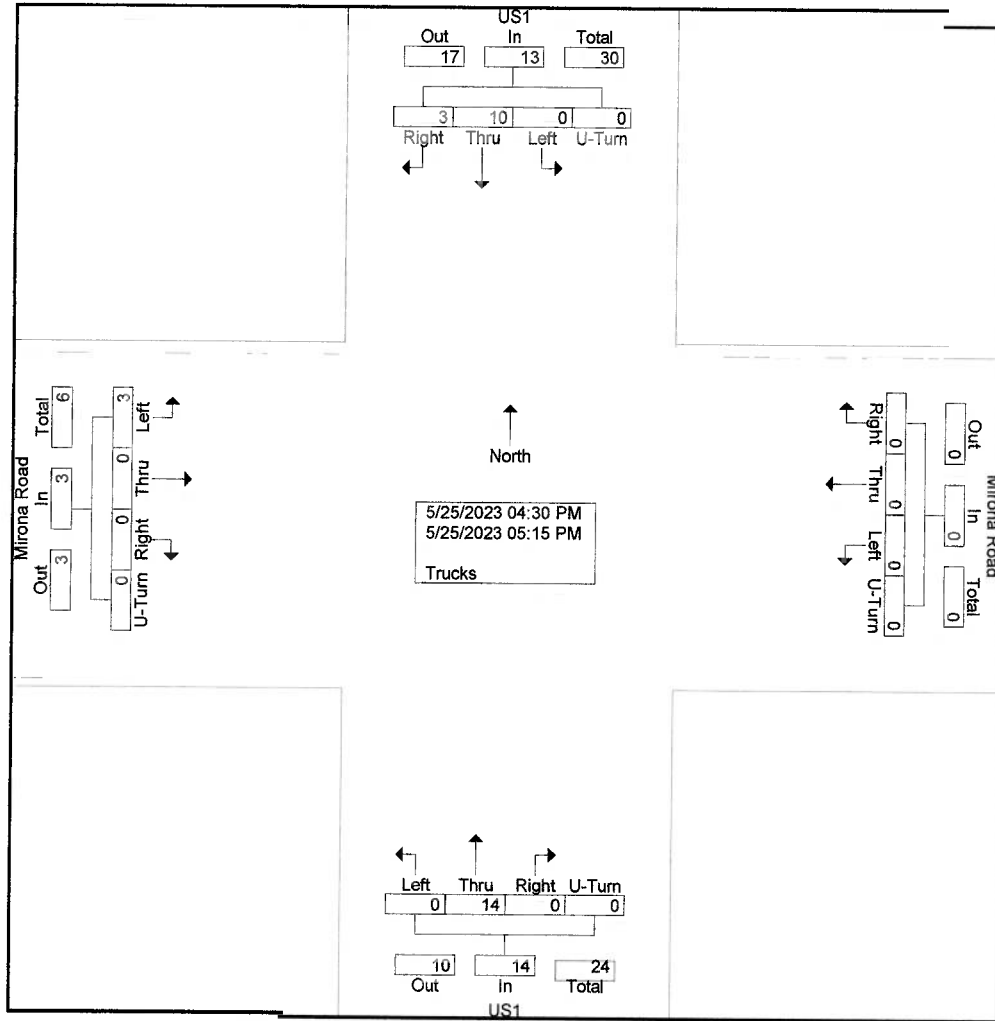 US1
Out In Total
17 13 30
3 10 0 0
Right Thru Left U-Turn
Mirona Road
Total In Out
6 3 3
3 0 0 0
Left Thru Right U-Turn
North
5/25/2023 04:30 PM
5/25/2023 05:15 PM
Trucks
Right Thru Left U-Turn
0 0 0 0
Out In Total
0 0 0
Mirona Road
Left Thru Right U-Turn
0 14 0 0
10 14 24
Out In Total
US1